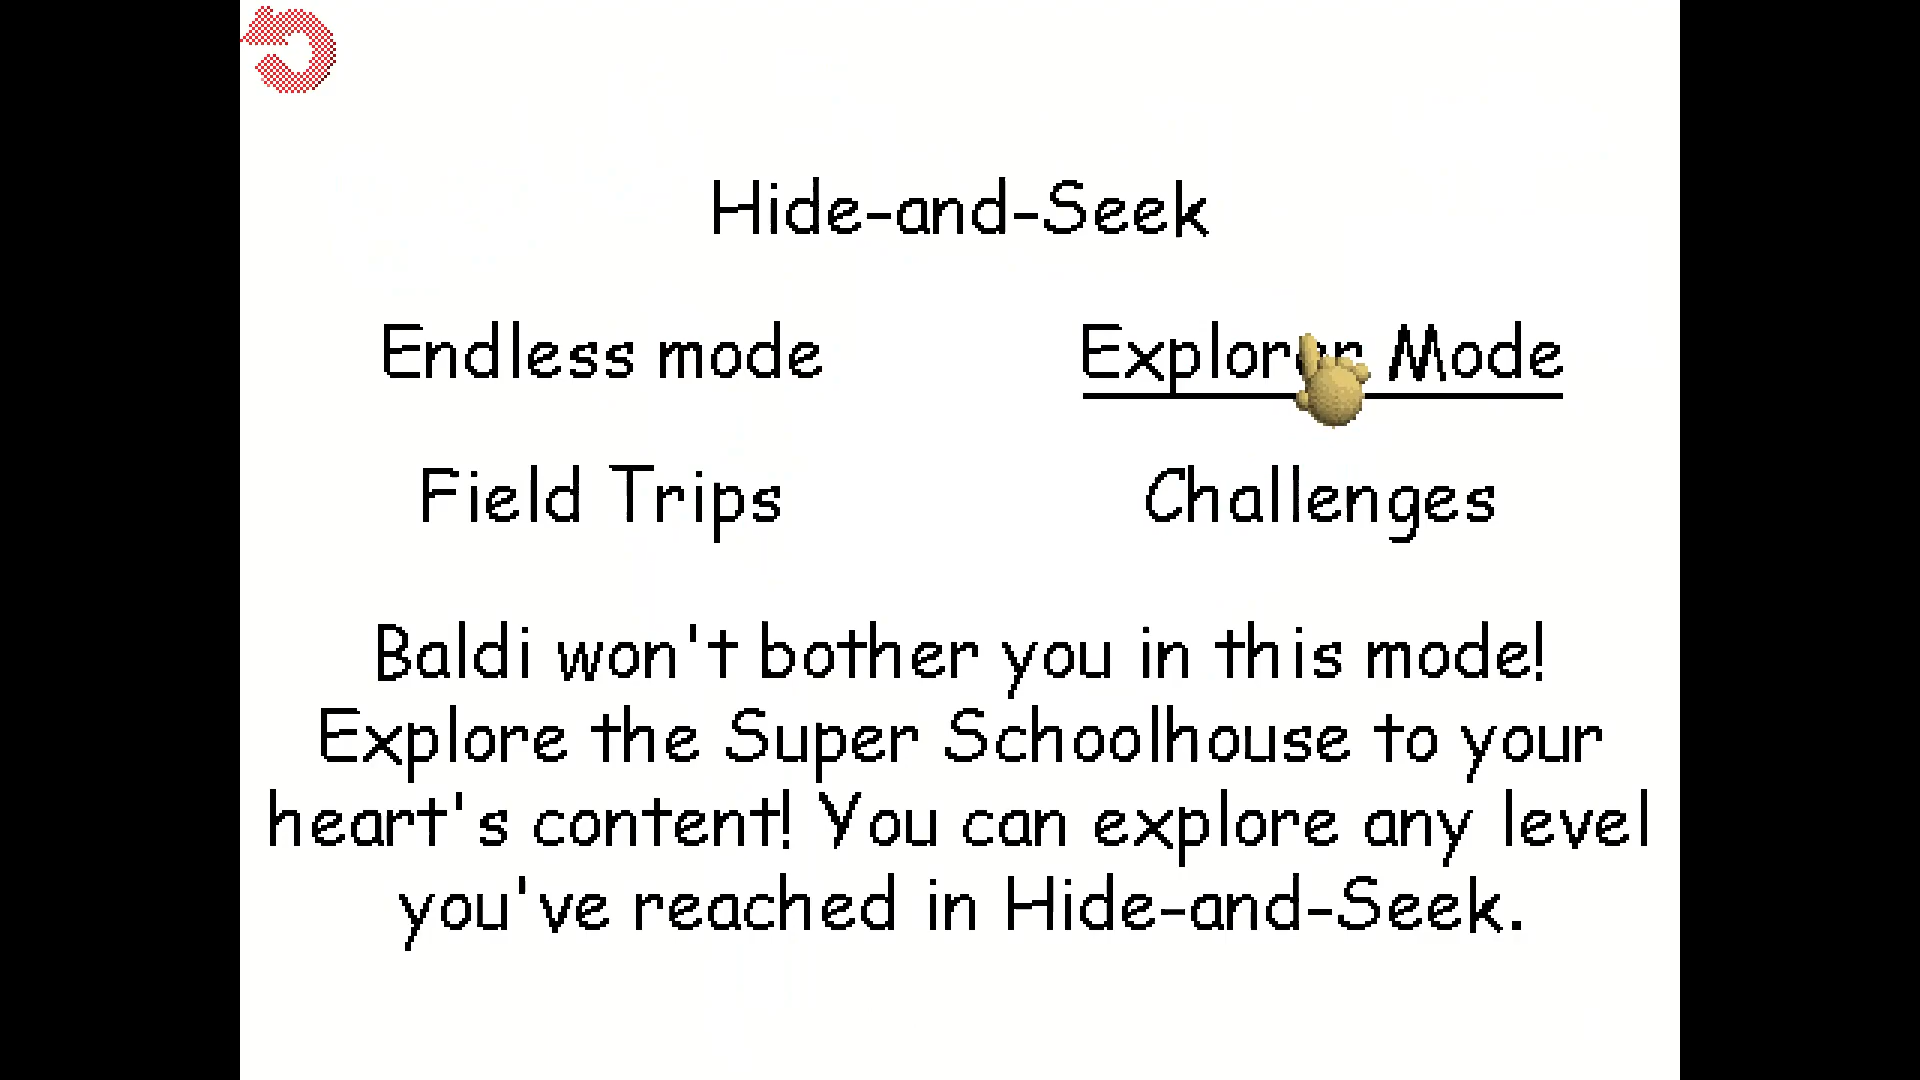 Hide-and-Seek
Endless mode
Explorer Mode
Field Trips
Challenges
Baldi won't bother you in this mode!
Explore the Super Schoolhouse to your
heart's content! You can explore any level
you've reached in Hide-and-Seek.